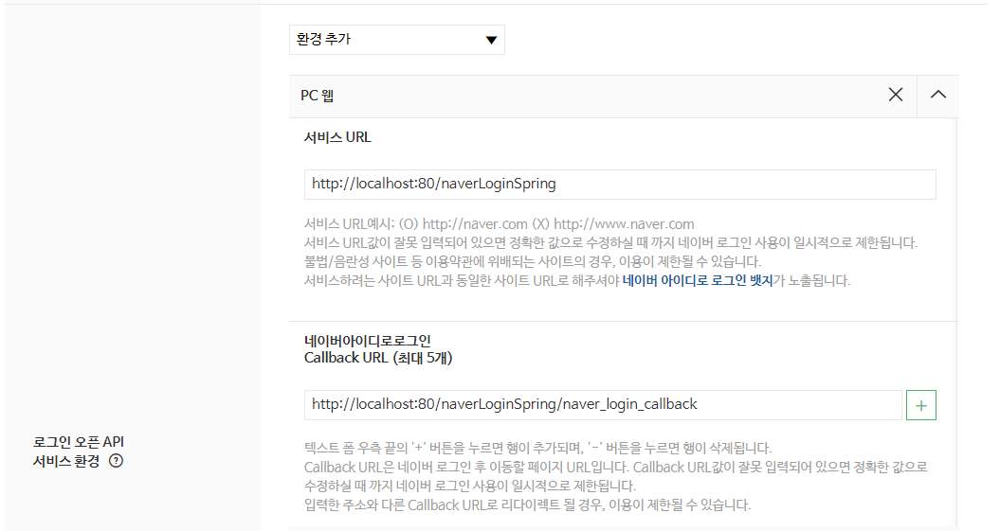 환경 추가
PC 웹
서비스 URL
http://localhost:80/naverLoginSpring
서비스 URL예시: (O) http://naver.com (X) http://www.naver.com
서비스 URL값이 잘못 입력되어 있으면 정확한 값으로 수정하실 때 까지 네이버 로그인 사용이 일시적으로 제한됩니다.
불법/음란성 사이트 등 이용약관에 위배되는 사이트의 경우, 이용이 제한될 수 있습니다.
서비스하려는 사이트 URL과 동일한 사이트 URL로 해주셔야 네이버 아이디로 로그인 뱃지가 노출됩니다.
네이버아이디로로그인
Callback URL (최대 5개)
http://localhost:80/naverLoginSpring/naver_login_callback
텍스트 폼 우측 끝의 '+' 버튼을 누르면 행이 추가되며, '-' 버튼을 누르면 행이 삭제됩니다.
Callback URL은 네이버 로그인 후 이동할 페이지 URL입니다. Callback URL값이 잘못 입력되어 있으면 정확한 값으로
수정하실 때 까지 네이버 로그인 사용이 일시적으로 제한됩니다.
입력한 주소와 다른 Callback URL로 리다이렉트 될 경우, 이용이 제한될 수 있습니다.
로그인 오픈 API
서비스 환경 ?